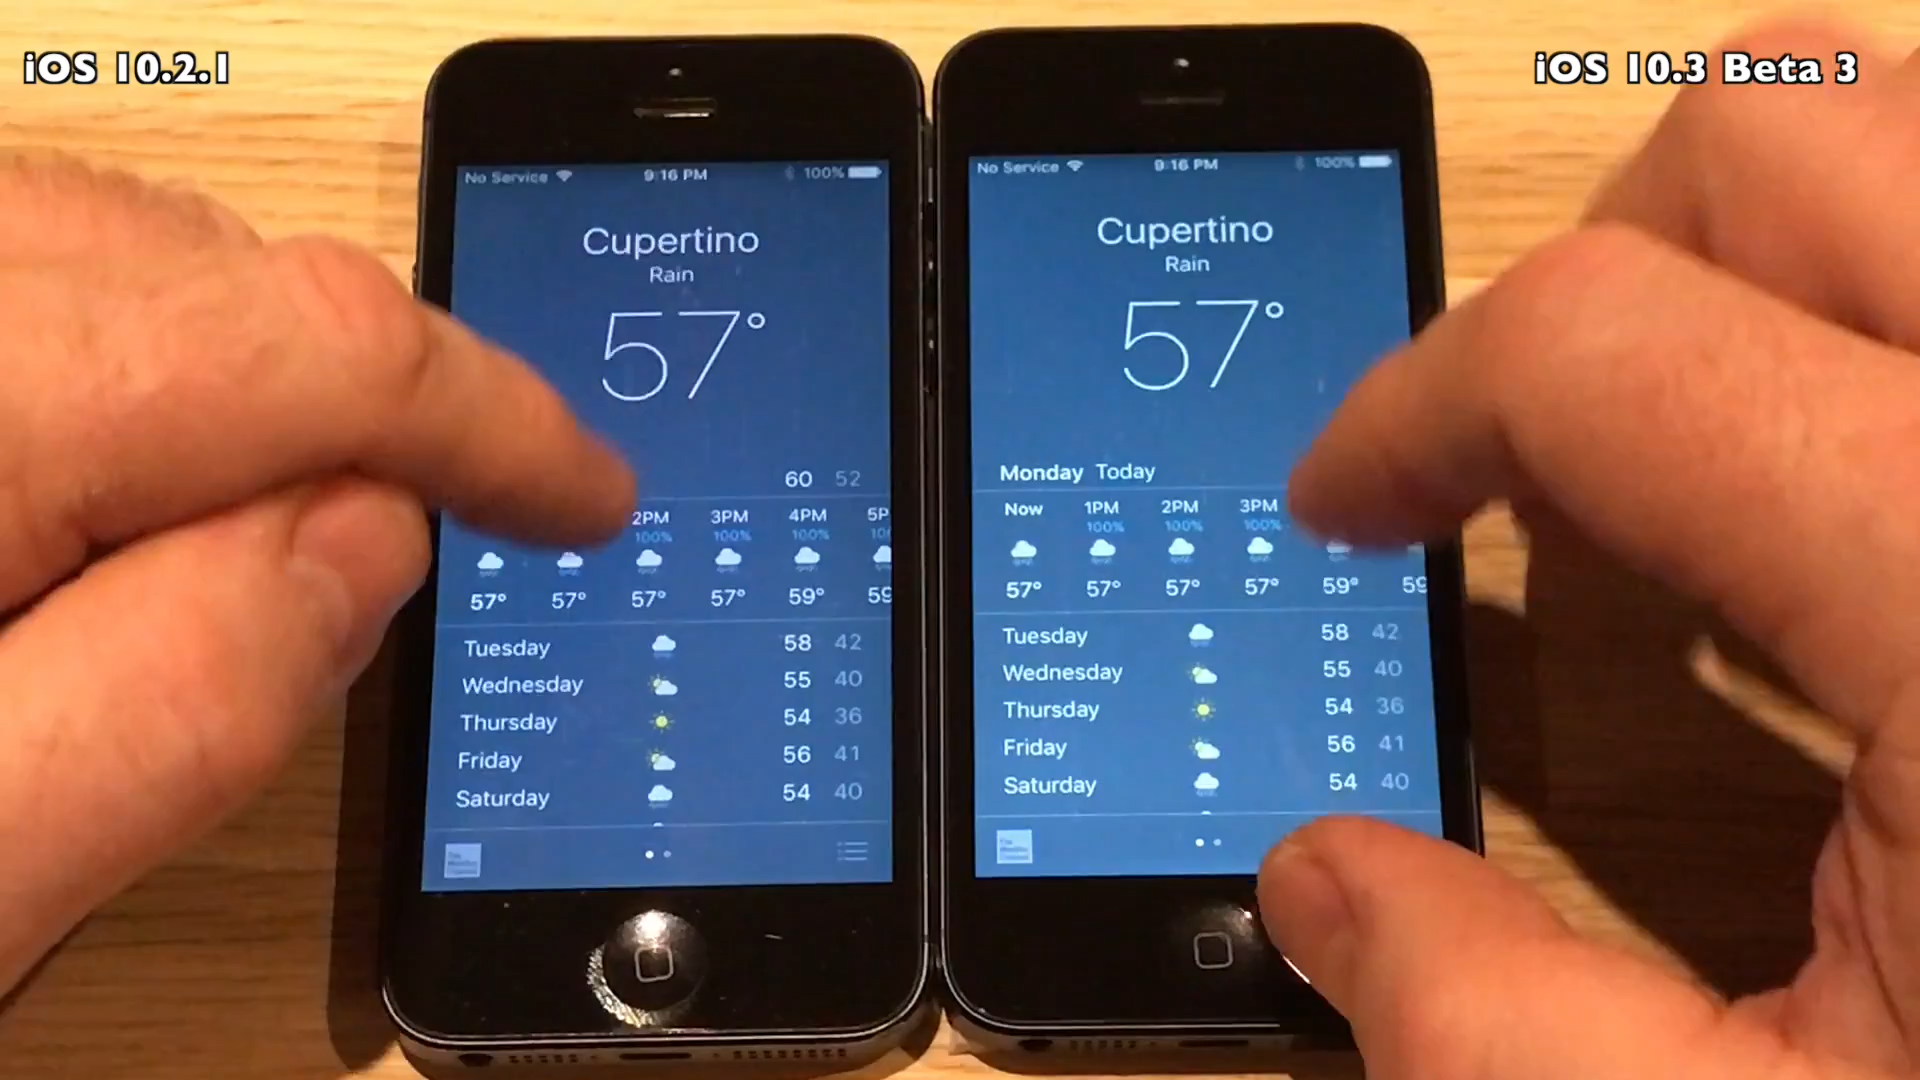 iOS 10.2.1
iOS 10.3 Beta 3
No Service 9:16 PM 100%
Cupertino
Rain
57°
60 52
2PM 3PM 4PM 5P
100% 100% 100% 10
57° 57° 57° 57° 59° 59
Tuesday 58 42
Wednesday 55 40
Thursday 54 36
Friday 56 41
Saturday 54 40
No Service 9:16 PM 100%
Cupertino
Rain
57°
Monday Today
Now 1PM 2PM 3PM
100% 100% 100%
57° 57° 57° 57° 59° 59
Tuesday 58 42
Wednesday 55 40
Thursday 54 36
Friday 56 41
Saturday 54 40